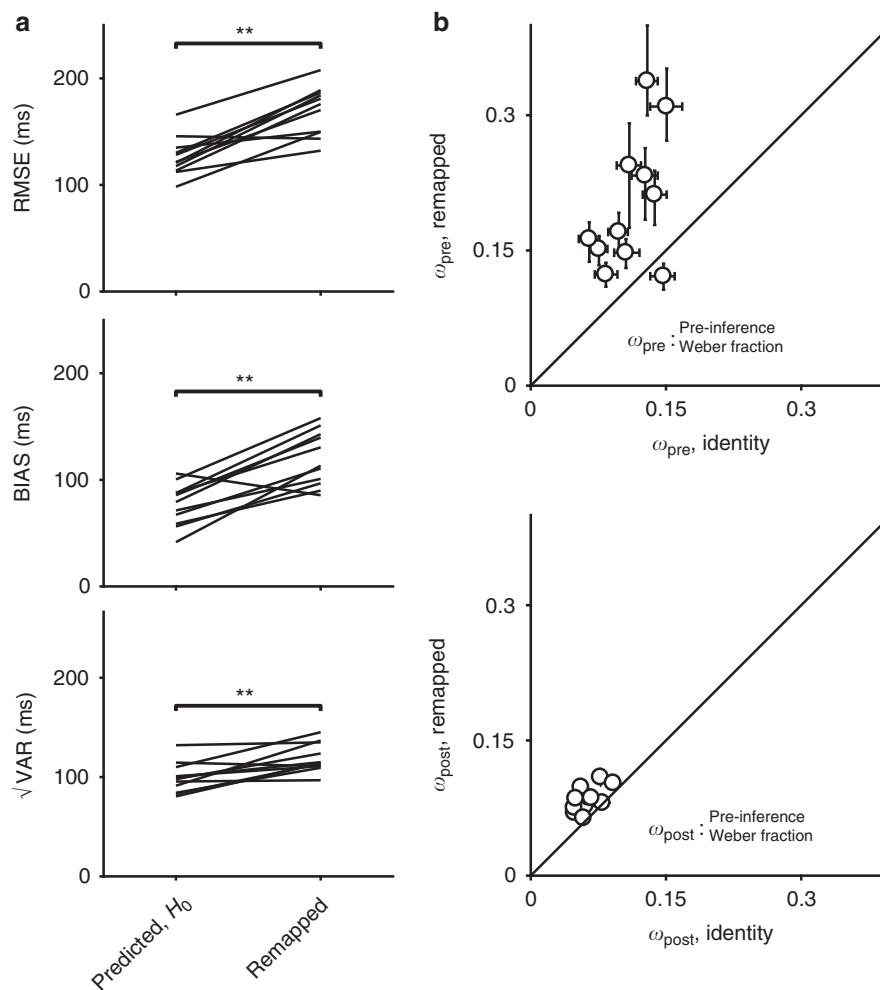 a
**
200
100
0
RMSE (ms)
**
200
100
0
BIAS (ms)
**
200
100
0
√VAR (ms)
Predicted, H0
Remapped
b
0.3
0.15
0
ωpre, remapped
ωpre : Pre-inference
Weber fraction
0
0.15
0.3
ωpre, identity
0.3
0.15
0
ωpost, remapped
ωpost : Pre-inference
Weber fraction
0
0.15
0.3
ωpost, identity